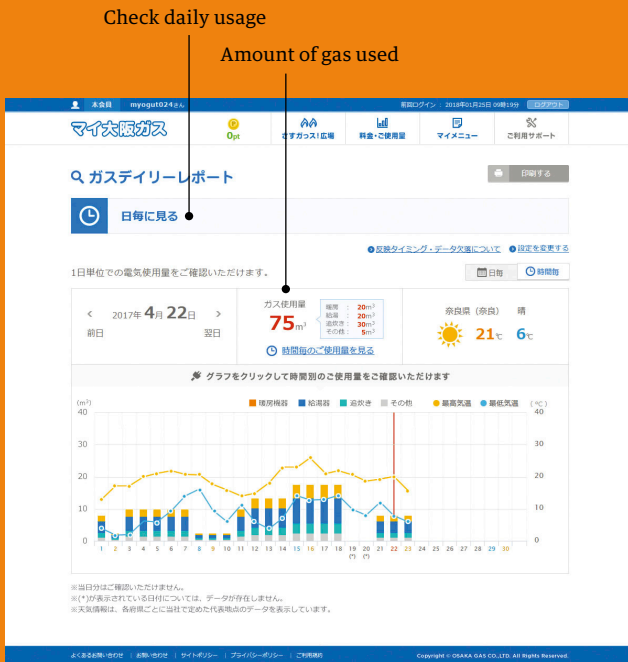 Check daily usage
Amount of gas used
本会員 myogut024さん 前回ログイン : 2018年01月25日 09時19分 ログアウト
マイ大阪ガス
P
0pt
さすガっス!広場
料金・ご使用量
マイメニュー
ご利用サポート
ガスデイリーレポート
印刷する
日毎に見る
反映タイミング・データ欠落について 設定を変更する
1日単位での電気使用量をご確認いただけます。
日毎 時間毎
< 2017年 4月 22日 >
前日 翌日
ガス使用量
75m³
暖房 : 20m³
給湯 : 20m³
追炊き : 30m³
その他 : 5m³
時間毎のご使用量を見る
奈良県（奈良） 晴
21℃ 6℃
グラフをクリックして時間別のご使用量をご確認いただけます
(m³) 暖房機器 給湯器 追炊き その他 最高気温 最低気温 (℃)
40 40
30 30
20 20
10 10
0 0
1 2 3 4 5 6 7 8 9 10 11 12 13 14 15 16 17 18 19 20 21 22 23 24 25 26 27 28 29 30
(*) (*)
※当日分はご確認いただけません。
※(*)が表示されている日付については、データが存在しません。
※天気情報は、各府県ごとに当社で定めた代表地点のデータを表示しています。
よくあるお問い合わせ | お問い合わせ | サイトポリシー | プライバシーポリシー | ご利用規約 Copyright © OSAKA GAS CO.,LTD. All Rights Reserved.